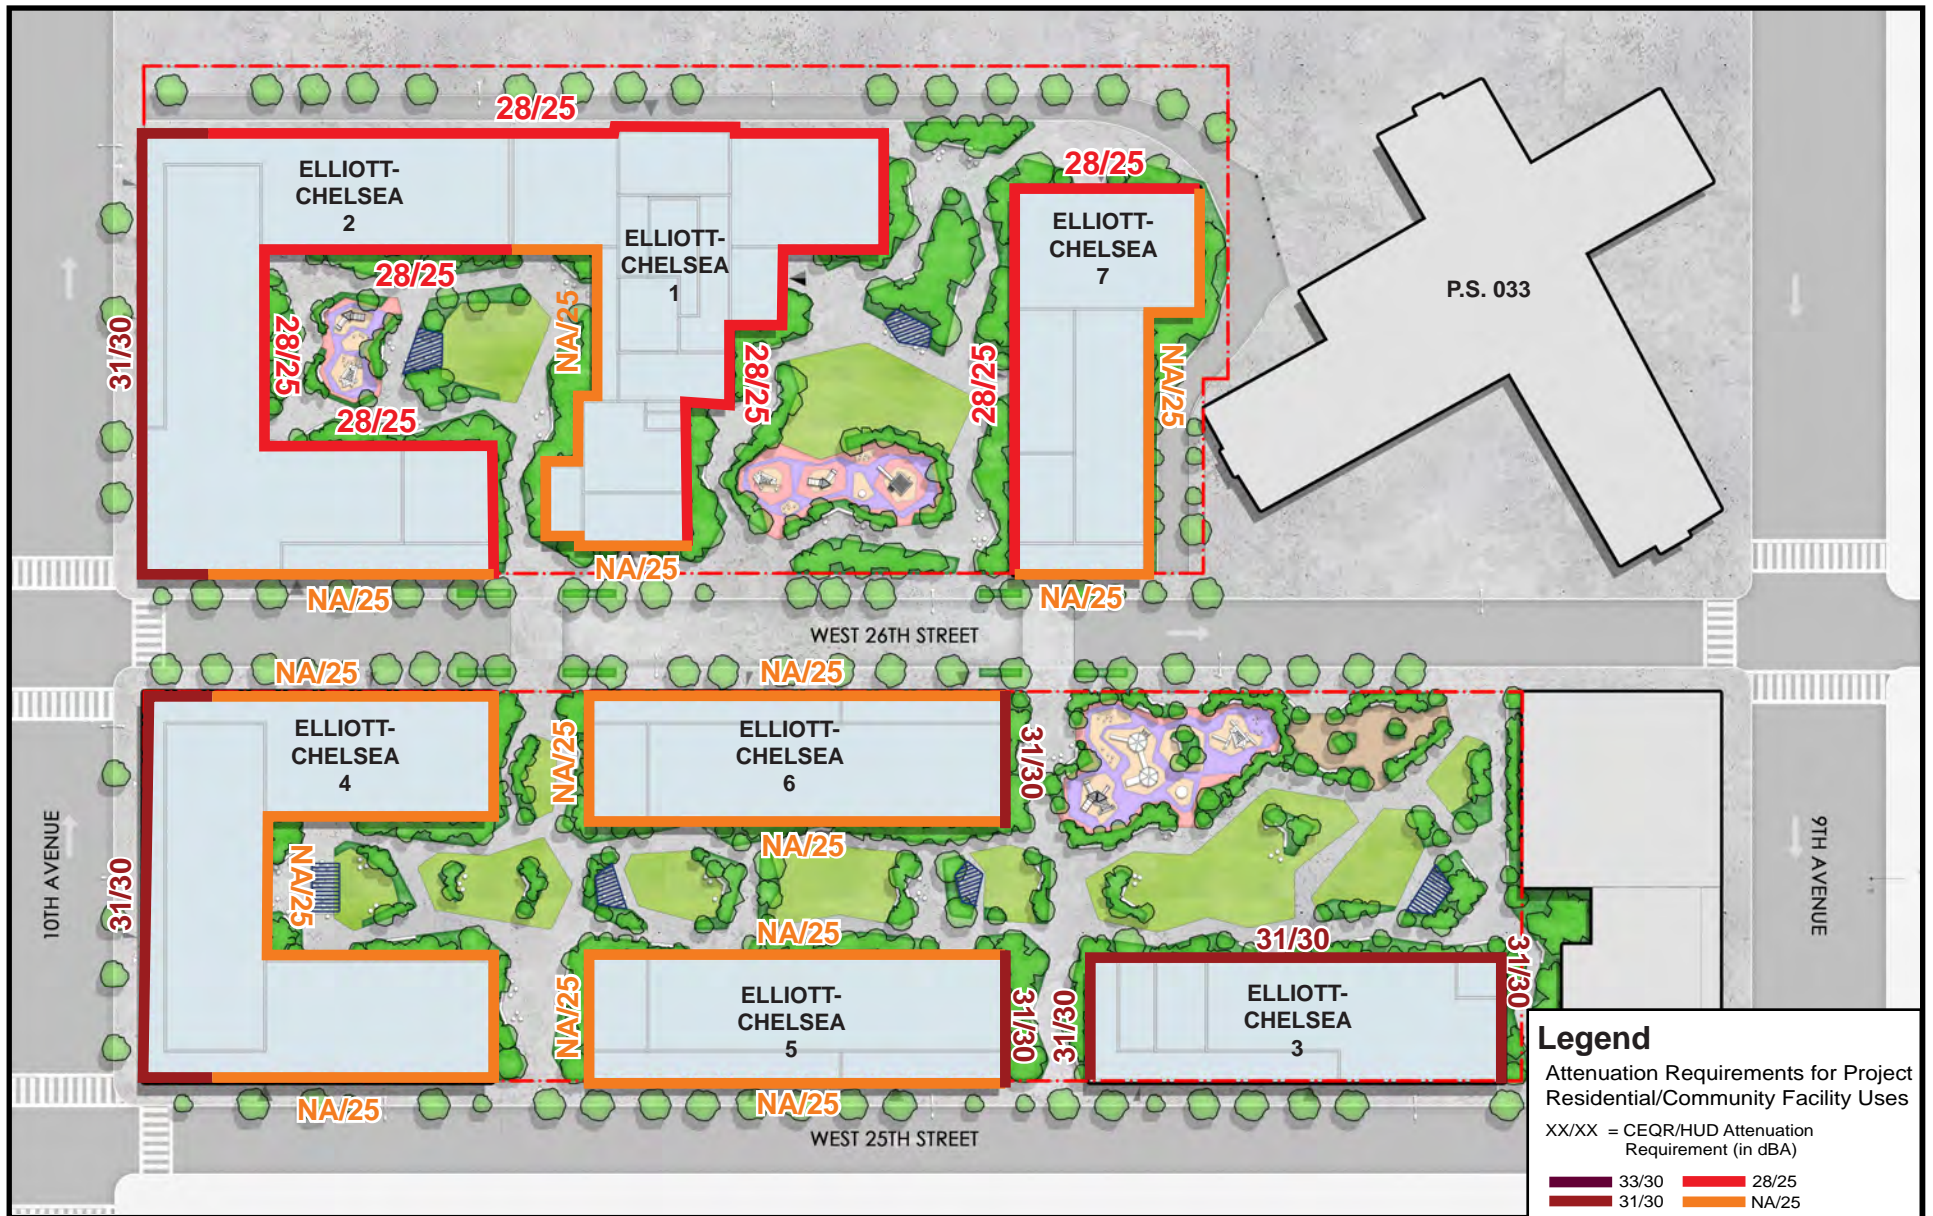 28/25
ELLIOTT-
CHELSEA
2
28/25
ELLIOTT-
CHELSEA
7
ELLIOTT-
CHELSEA
1
28/25
P.S. 033
31/30
28/25
NA/25
28/25
28/25
NA/25
28/25
NA/25
NA/25
NA/25
WEST 26TH STREET
NA/25
NA/25
ELLIOTT-
CHELSEA
4
NA/25
ELLIOTT-
CHELSEA
6
31/30
10TH AVENUE
31/30
NA/25
NA/25
9TH AVENUE
NA/25
31/30
31/30
NA/25
ELLIOTT-
CHELSEA
5
31/30
31/30
ELLIOTT-
CHELSEA
3
NA/25
NA/25
WEST 25TH STREET
Legend
Attenuation Requirements for Project
Residential/Community Facility Uses
XX/XX = CEQR/HUD Attenuation
Requirement (in dBA)
33/30
28/25
31/30
NA/25